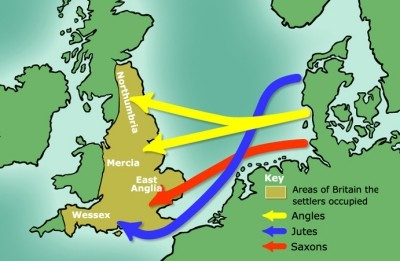 Northumbria
Mercia
East
Anglia
Wessex
Key
Areas of Britain the
settlers occupied
Angles
Jutes
Saxons